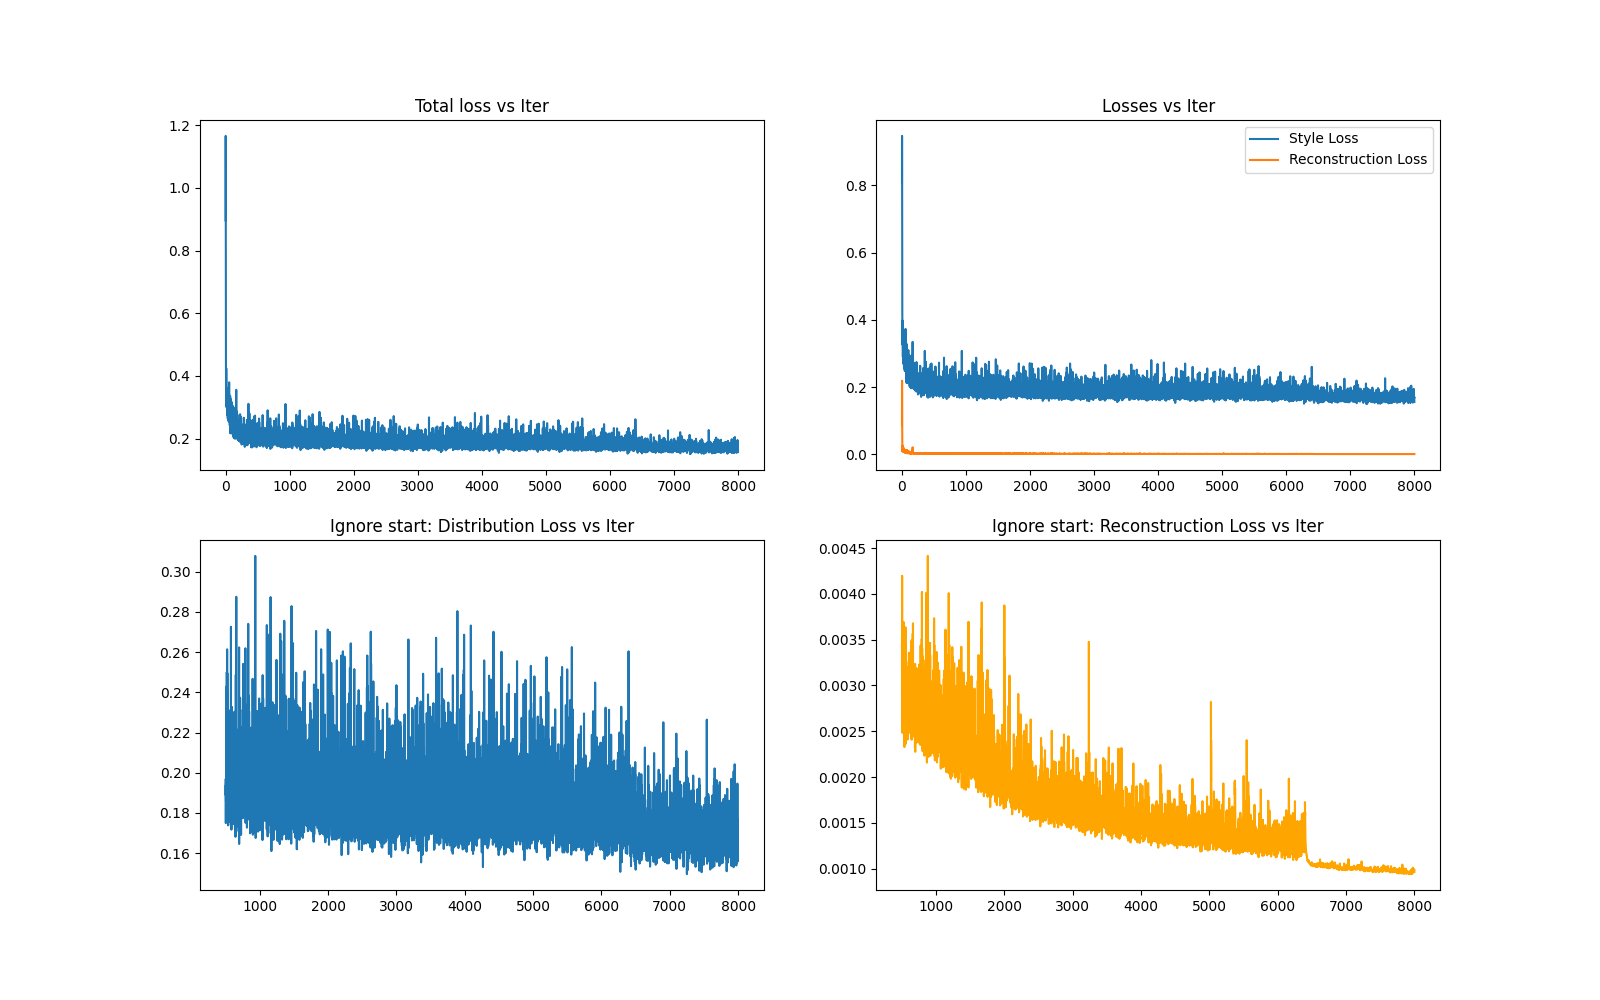 Total loss vs Iter
1.2
1.0
0.8
0.6
0.4
0.2
0 1000 2000 3000 4000 5000 6000 7000 8000
Losses vs Iter
Style Loss
Reconstruction Loss
0.8
0.6
0.4
0.2
0.0
0 1000 2000 3000 4000 5000 6000 7000 8000
Ignore start: Distribution Loss vs Iter
0.30
0.28
0.26
0.24
0.22
0.20
0.18
0.16
1000 2000 3000 4000 5000 6000 7000 8000
Ignore start: Reconstruction Loss vs Iter
0.0045
0.0040
0.0035
0.0030
0.0025
0.0020
0.0015
0.0010
1000 2000 3000 4000 5000 6000 7000 8000